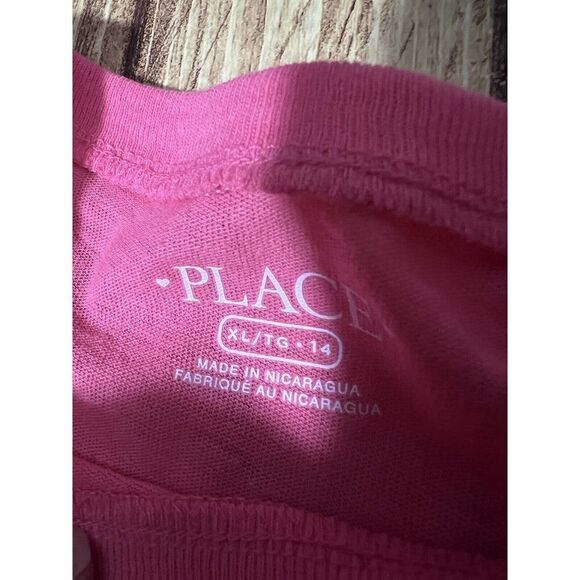 PLACE
XL/TG • 14
MADE IN NICARAGUA
FABRIQUÉ AU NICARAGUA